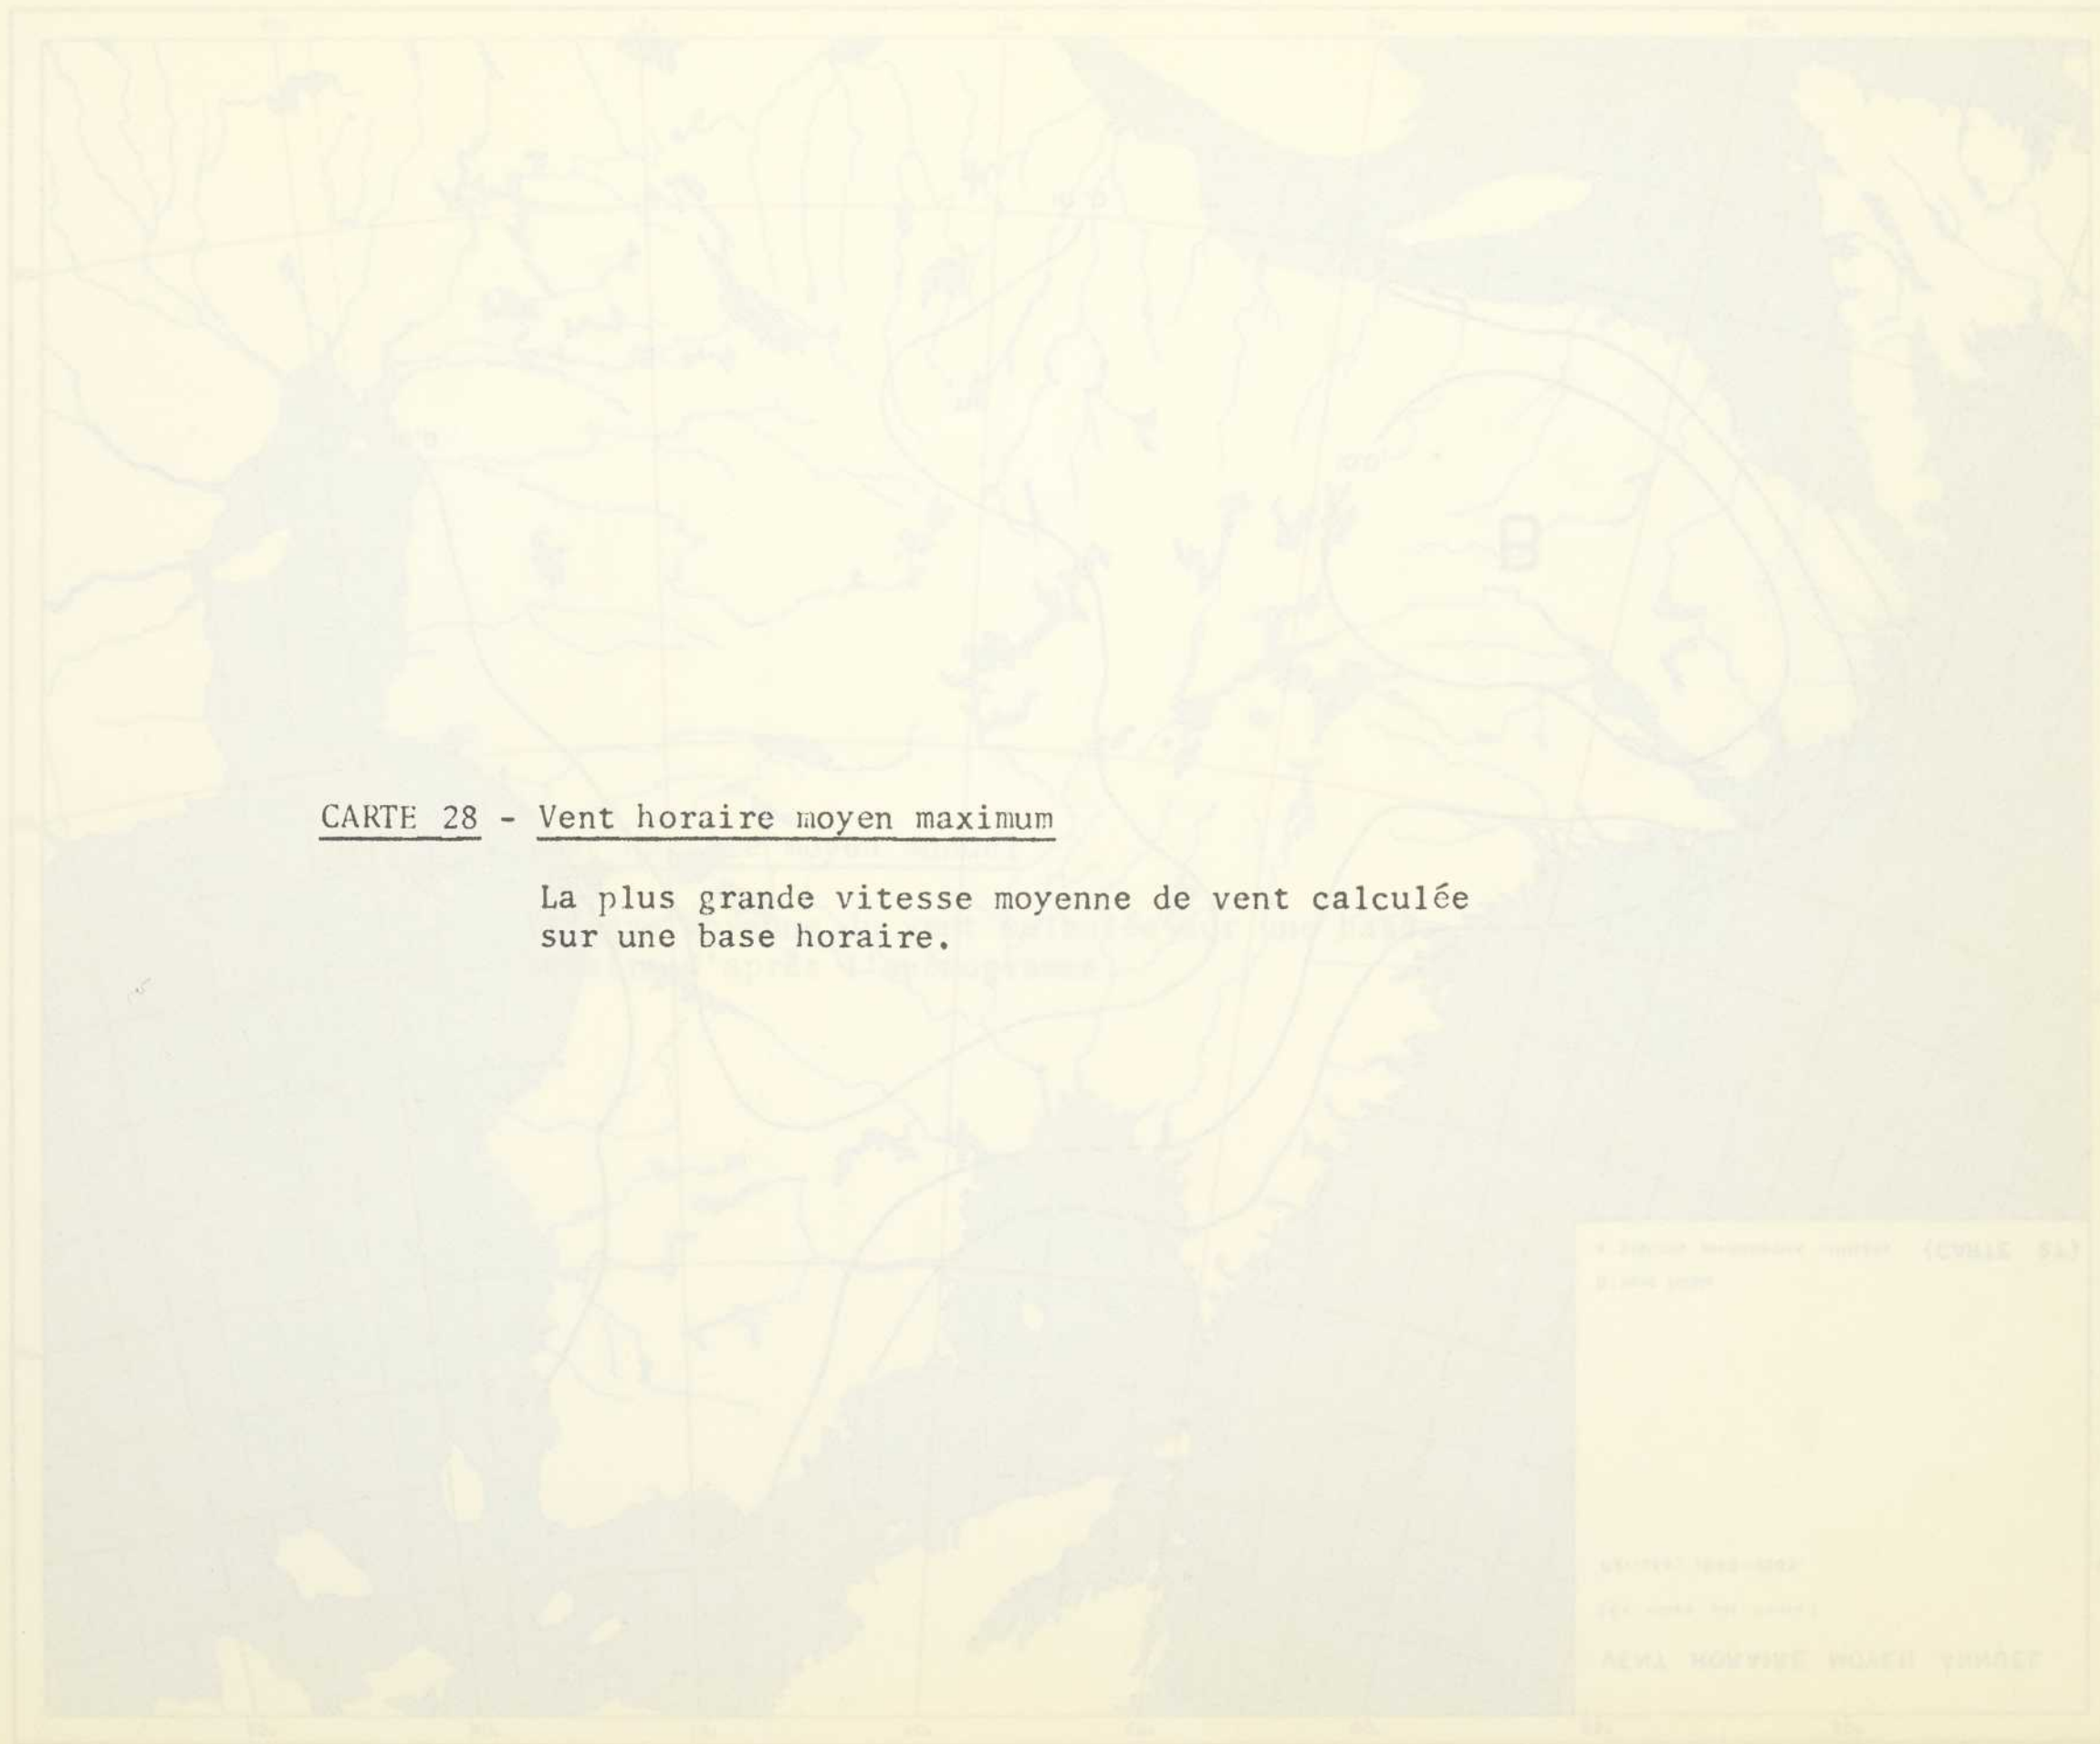 CARTE 28 - Vent horaire moyen maximum
La plus grande vitesse moyenne de vent calculée
sur une base horaire.